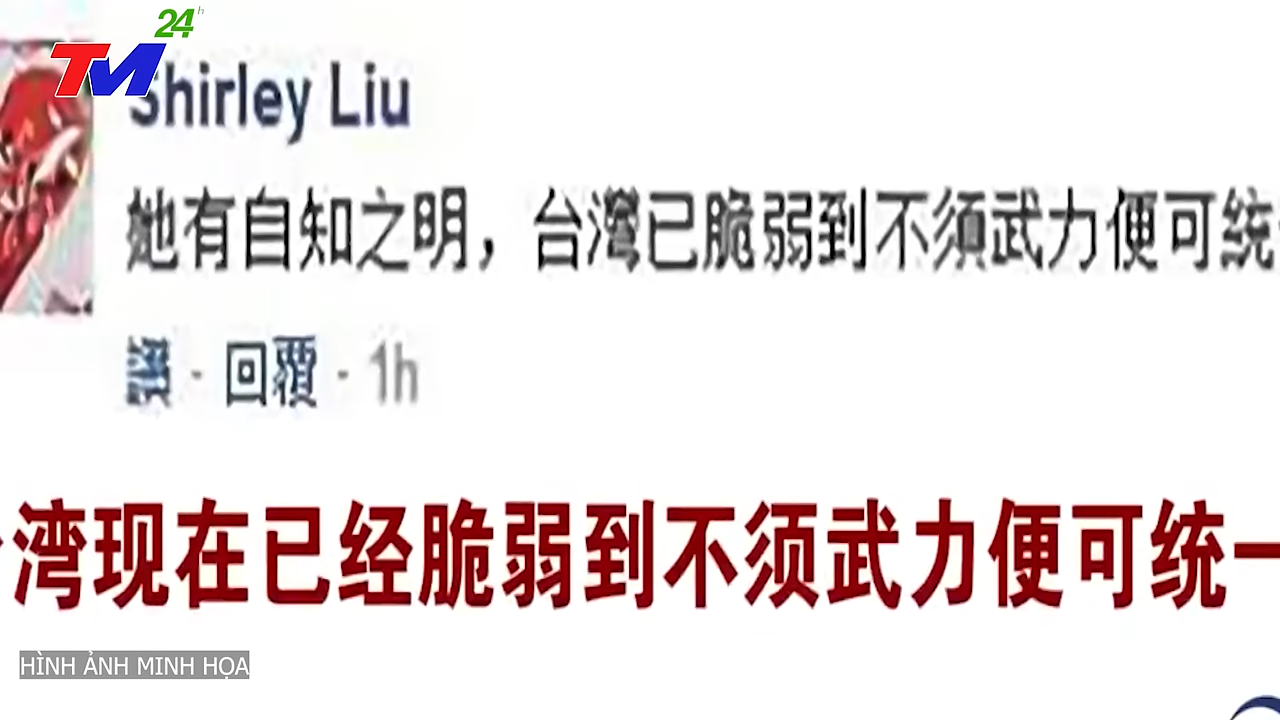 TM 24h
Shirley Liu
她有自知之明，台灣已脆弱到不須武力便可統
讚 · 回覆 · 1h
湾现在已经脆弱到不须武力便可统一
HÌNH ẢNH MINH HỌA